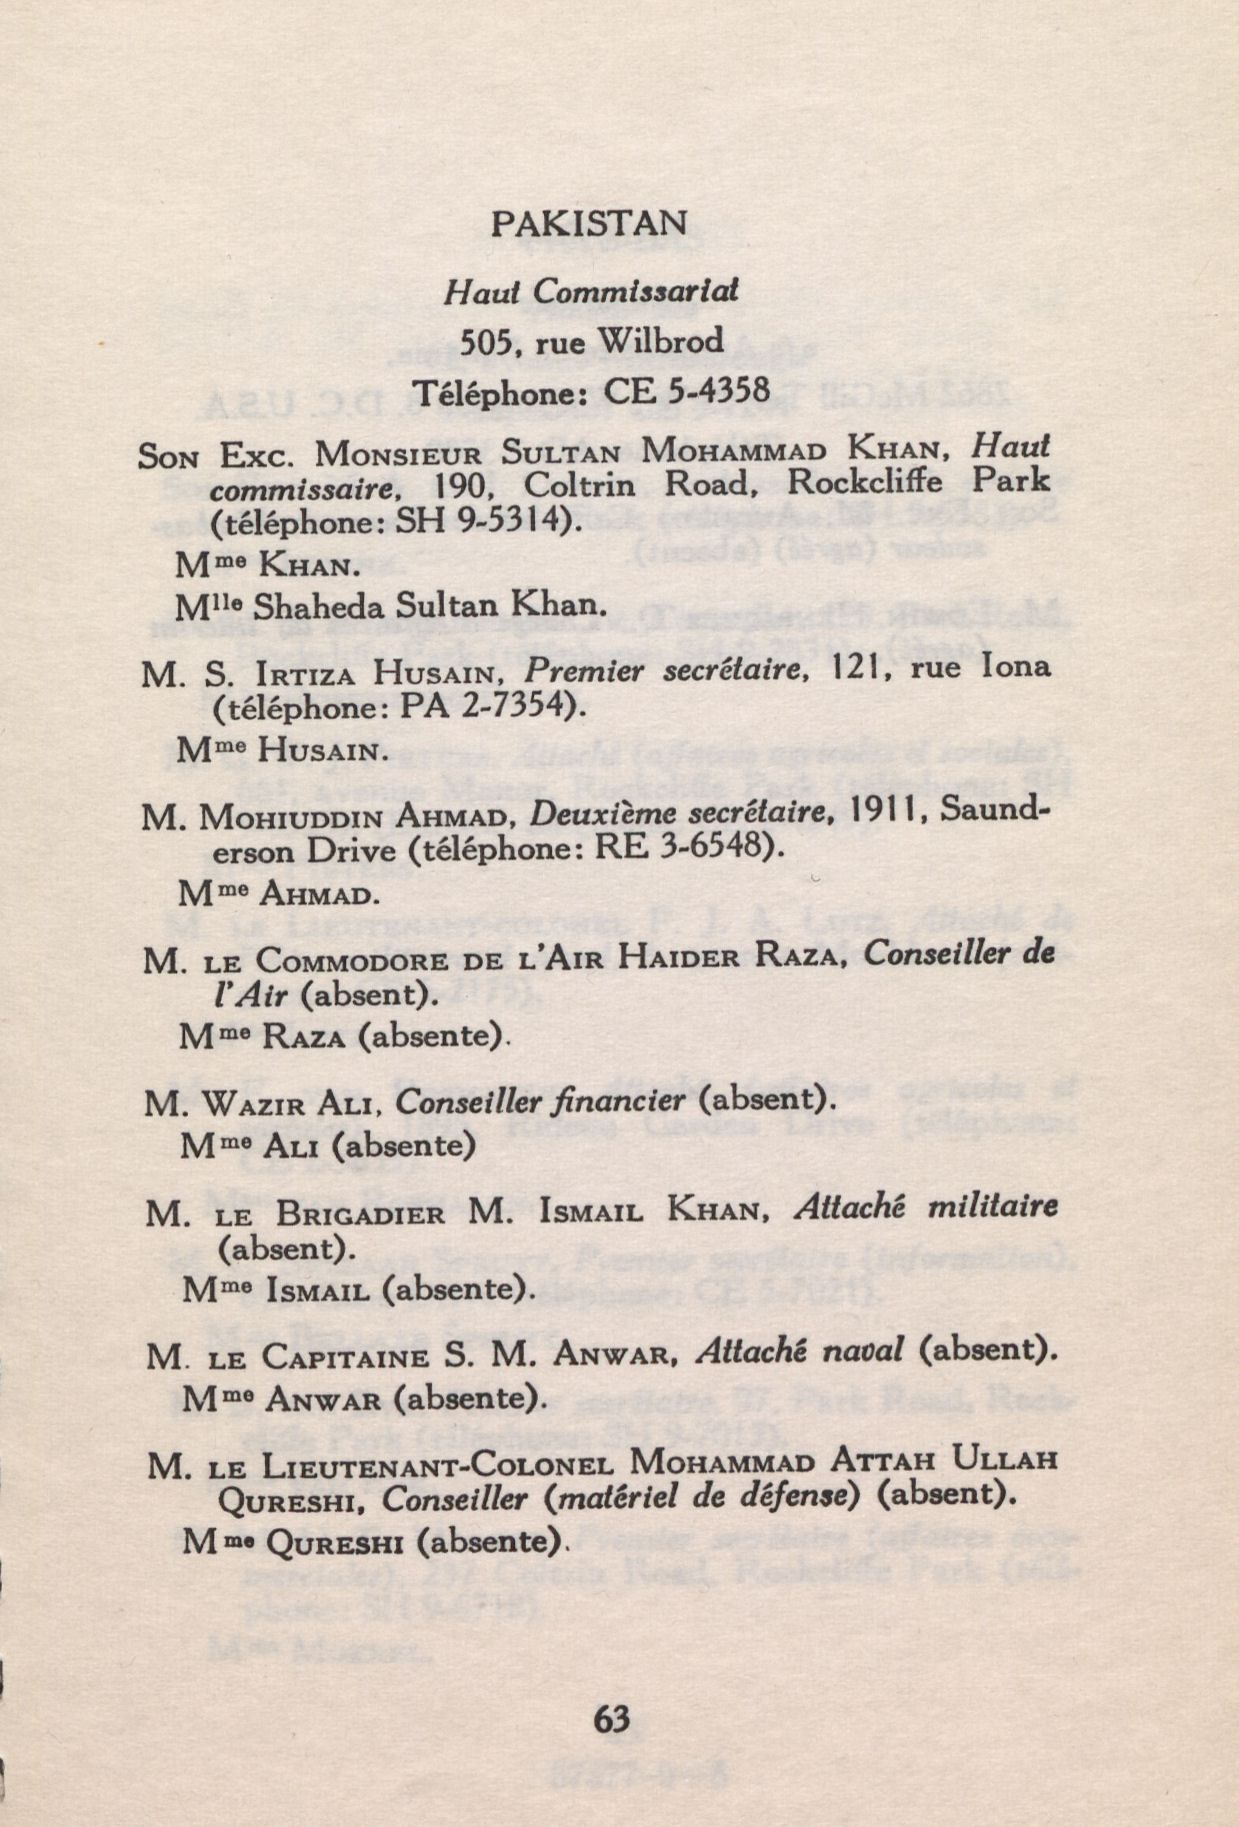 PAKISTAN
Haut Commissariat
505, rue Wilbrod
Téléphone: CE 5-4358
SON EXC. MONSIEUR SULTAN MOHAMMAD KHAN, Haut
commissaire, 190, Coltrin Road, Rockcliffe Park
(téléphone: SH 9-5314).
Mme KHAN.
Mlle Shaheda Sultan Khan.
M. S. IRTIZA HUSAIN, Premier secrétaire, 121, rue Iona
(téléphone: PA 2-7354).
Mme HUSAIN.
M. MOHIUDDIN AHMAD, Deuxième secrétaire, 1911, Saund-
erson Drive (téléphone: RE 3-6548).
Mme AHMAD.
M. LE COMMODORE DE L'AIR HAIDER RAZA, Conseiller de
l'Air (absent).
Mme RAZA (absente).
M. WAZIR ALI, Conseiller financier (absent).
Mme ALI (absente)
M. LE BRIGADIER M. ISMAIL KHAN, Attaché militaire
(absent).
Mme ISMAIL (absente).
M. LE CAPITAINE S. M. ANWAR, Attaché naval (absent).
Mme ANWAR (absente).
M. LE LIEUTENANT-COLONEL MOHAMMAD ATTAH ULLAH
QURESHI, Conseiller (matériel de défense) (absent).
Mme QURESHI (absente).
63